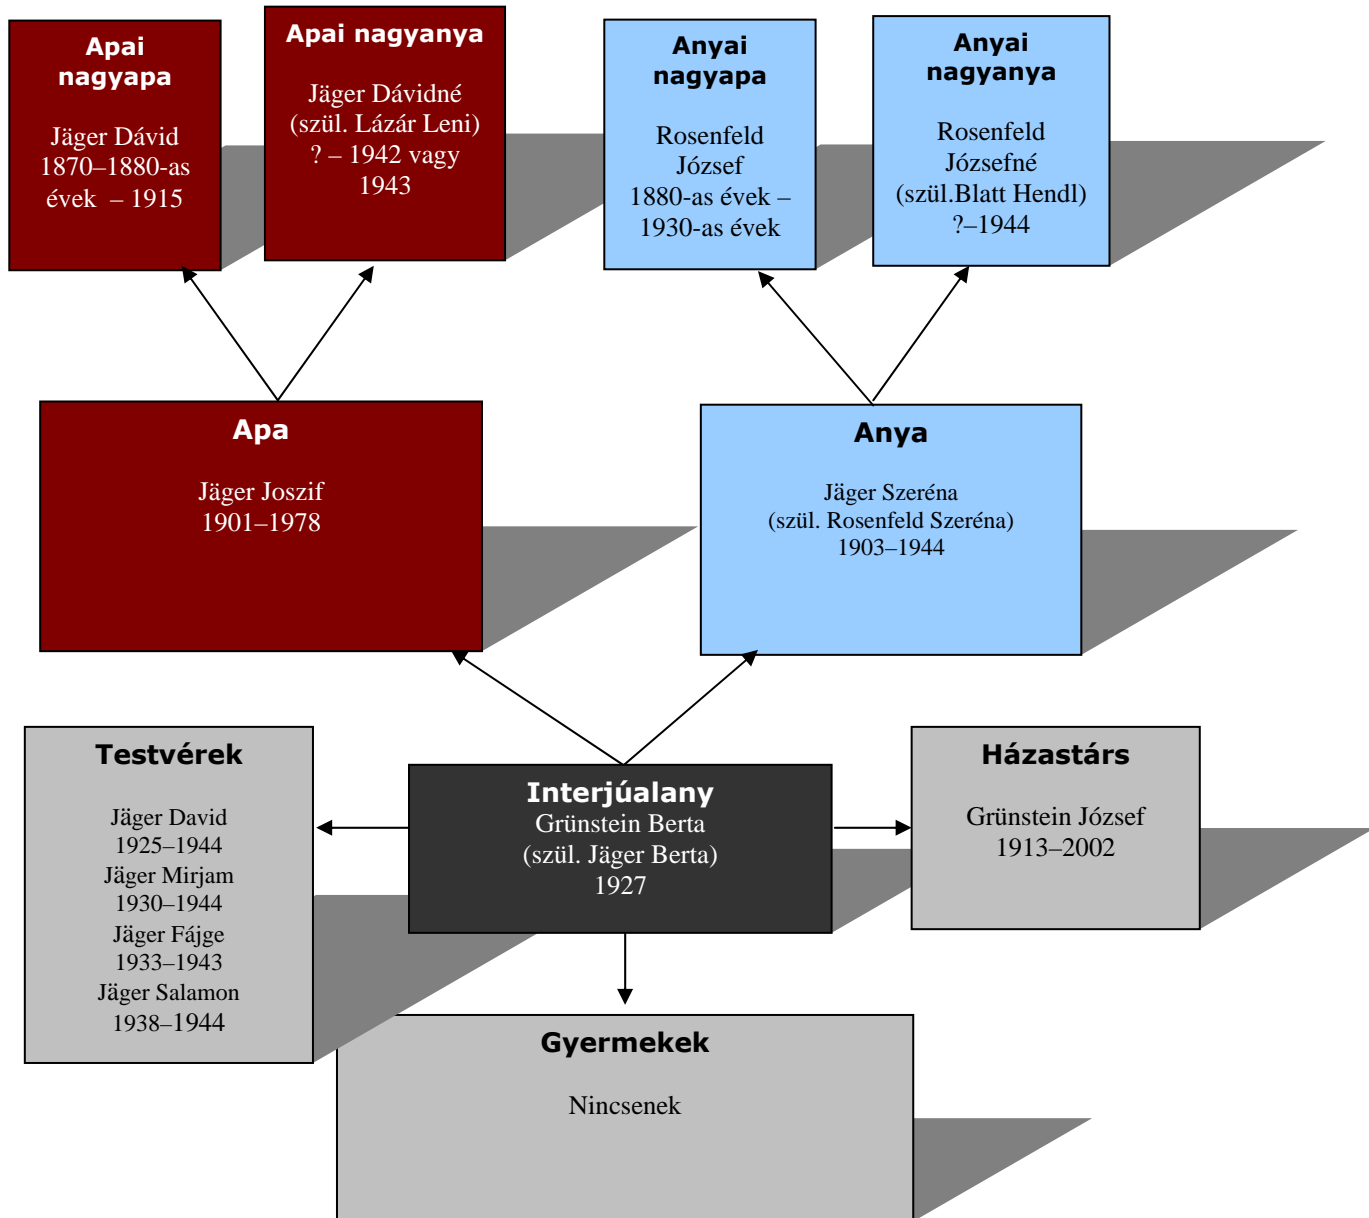 Apai
nagyapa
Jäger Dávid
1870–1880-as
évek – 1915
Apai nagyanya
Jäger Dávidné
(szül. Lázár Leni)
? – 1942 vagy
1943
Anyai
nagyapa
Rosenfeld
József
1880-as évek –
1930-as évek
Anyai
nagyanya
Rosenfeld
Józsefné
(szül.Blatt Hendl)
?–1944
Apa
Jäger Joszif
1901–1978
Anya
Jäger Szeréna
(szül. Rosenfeld Szeréna)
1903–1944
Testvérek
Jäger David
1925–1944
Jäger Mirjam
1930–1944
Jäger Fájge
1933–1943
Jäger Salamon
1938–1944
Interjúalany
Grünstein Berta
(szül. Jäger Berta)
1927
Házastárs
Grünstein József
1913–2002
Gyermekek
Nincsenek